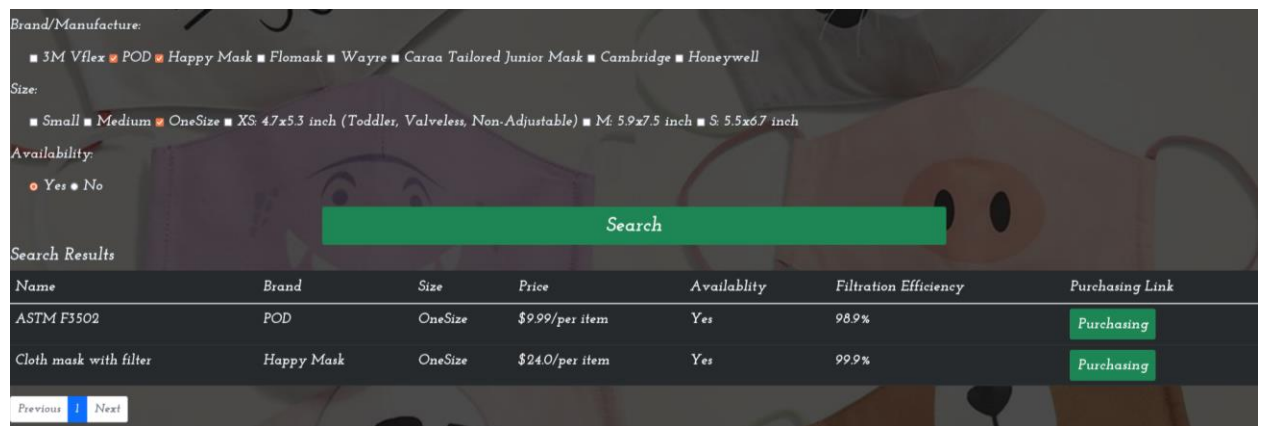 Brand/Manufacture:
3M Vflex POD Happy Mask Flomask Wayre Caraa Tailored Junior Mask Cambridge Honeywell
Size:
Small Medium OneSize XS: 4.7x5.3 inch (Toddler, Valveless, Non-Adjustable) M: 5.9x7.5 inch S: 5.5x6.7 inch
Availability:
Yes No
Search
Search Results
Name Brand Size Price Availablity Filtration Efficiency Purchasing Link
ASTM F3502 POD OneSize $9.99/per item Yes 98.9% Purchasing
Cloth mask with filter Happy Mask OneSize $24.0/per item Yes 99.9% Purchasing
Previous 1 Next